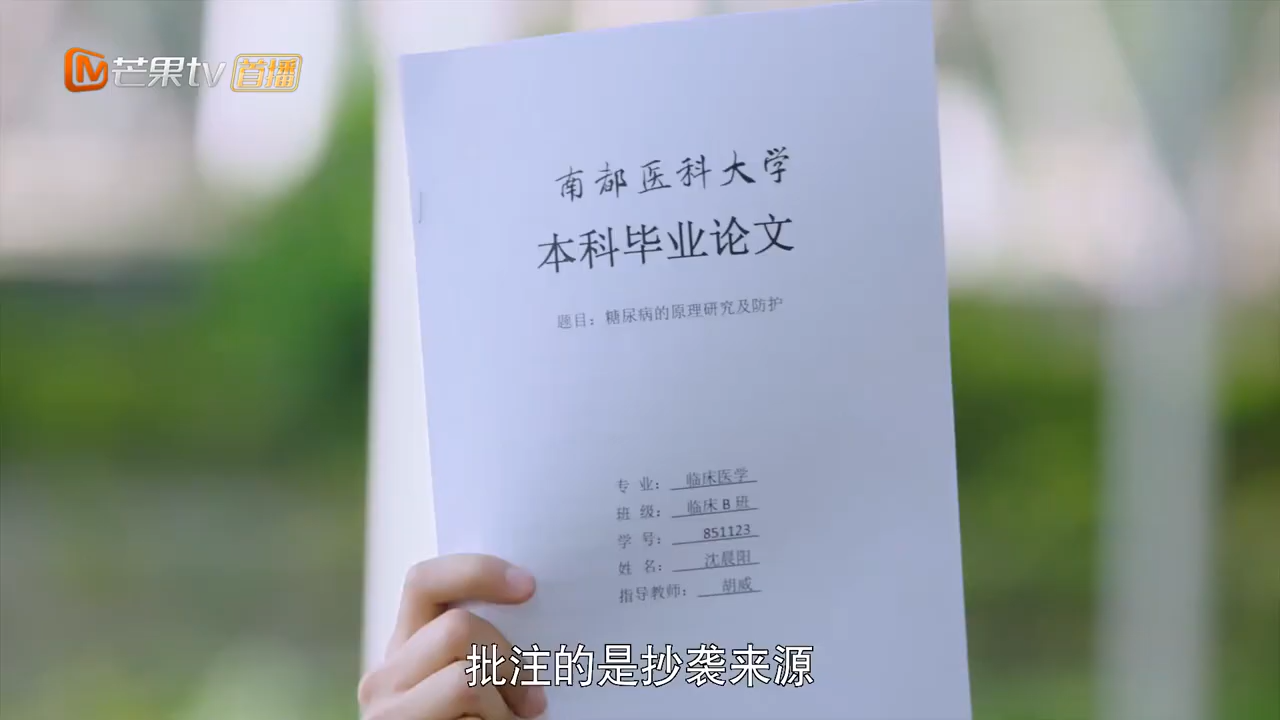 芒果tv 首播
南都医科大学
本科毕业论文
题目：糖尿病的原理研究及防护
专 业： 临床医学
班 级： 临床 B 班
学 号： 851123
姓 名： 沈晨阳
指导教师： 胡威
批注的是抄袭来源